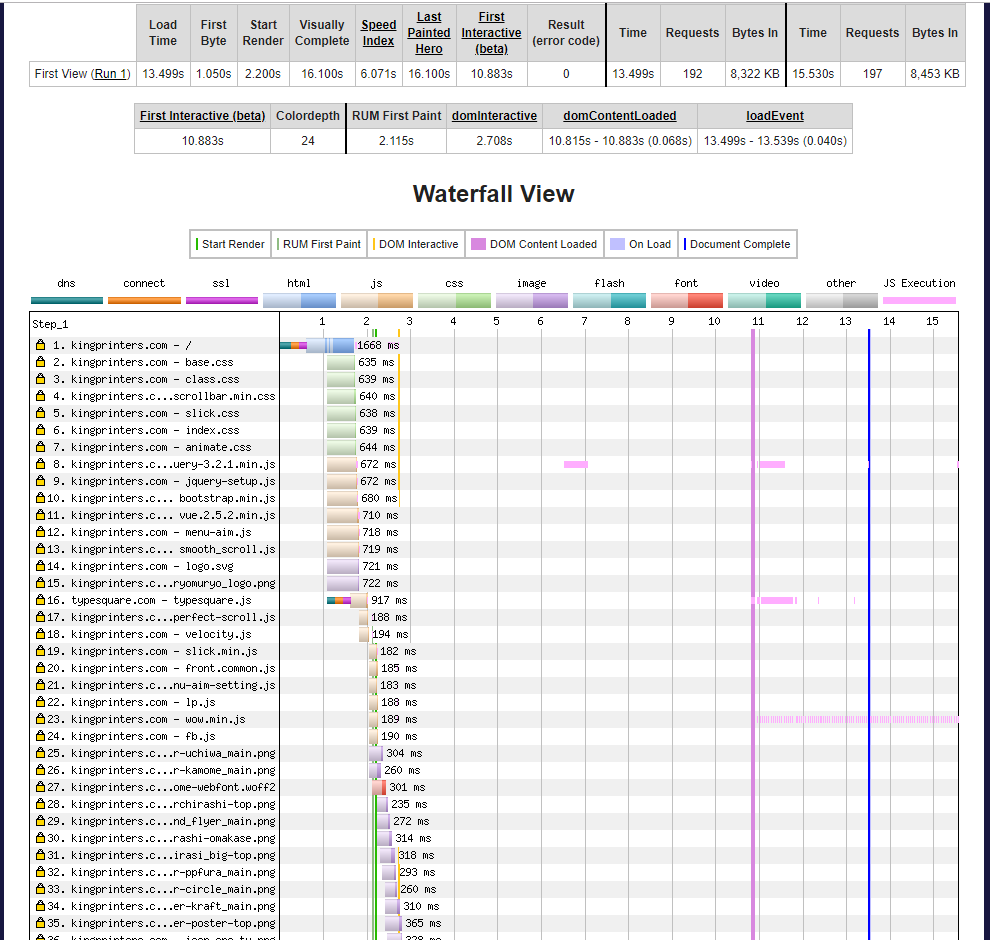 Load Time First Byte Start Render Visually Complete Speed Index Last Painted Hero First Interactive (beta) Result (error code) Time Requests Bytes In Time Requests Bytes In
First View (Run 1) 13.499s 1.050s 2.200s 16.100s 6.071s 16.100s 10.883s 0 13.499s 192 8,322 KB 15.530s 197 8,453 KB
First Interactive (beta) Colordepth RUM First Paint domInteractive domContentLoaded loadEvent
10.883s 24 2.115s 2.708s 10.815s - 10.883s (0.068s) 13.499s - 13.539s (0.040s)
Waterfall View
Start Render RUM First Paint DOM Interactive DOM Content Loaded On Load Document Complete
dns connect ssl html js css image flash font video other JS Execution
Step_1 1 2 3 4 5 6 7 8 9 10 11 12 13 14 15
1. kingprinters.com - / 1668 ms
2. kingprinters.com - base.css 635 ms
3. kingprinters.com - class.css 639 ms
4. kingprinters.c...scrollbar.min.css 640 ms
5. kingprinters.com - slick.css 638 ms
6. kingprinters.com - index.css 639 ms
7. kingprinters.com - animate.css 644 ms
8. kingprinters.c...uery-3.2.1.min.js 672 ms
9. kingprinters.com - jquery-setup.js 672 ms
10. kingprinters.c... bootstrap.min.js 680 ms
11. kingprinters.c... vue.2.5.2.min.js 710 ms
12. kingprinters.com - menu-aim.js 718 ms
13. kingprinters.c... smooth_scroll.js 719 ms
14. kingprinters.com - logo.svg 721 ms
15. kingprinters.c...ryomuryo_logo.png 722 ms
16. typesquare.com - typesquare.js 917 ms
17. kingprinters.c...perfect-scroll.js 188 ms
18. kingprinters.com - velocity.js 194 ms
19. kingprinters.com - slick.min.js 182 ms
20. kingprinters.com - front.common.js 185 ms
21. kingprinters.c...nu-aim-setting.js 183 ms
22. kingprinters.com - lp.js 188 ms
23. kingprinters.com - wow.min.js 189 ms
24. kingprinters.com - fb.js 190 ms
25. kingprinters.c...r-uchiwa_main.png 304 ms
26. kingprinters.c...r-kamome_main.png 260 ms
27. kingprinters.c...ome-webfont.woff2 301 ms
28. kingprinters.c...rchirashi-top.png 235 ms
29. kingprinters.c...nd_flyer_main.png 272 ms
30. kingprinters.c...rashi-omakase.png 314 ms
31. kingprinters.c...irasi_big-top.png 318 ms
32. kingprinters.c...r-ppfura_main.png 293 ms
33. kingprinters.c...r-circle_main.png 260 ms
34. kingprinters.c...er-kraft_main.png 310 ms
35. kingprinters.c...er-poster-top.png 365 ms